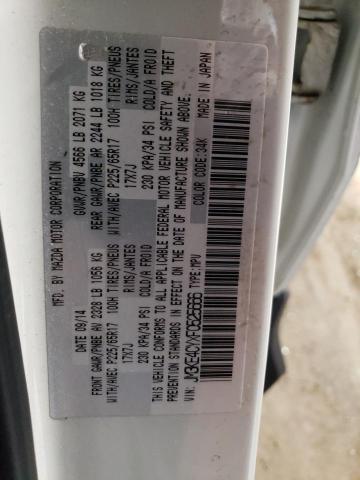 MFD. BY MAZDA MOTOR CORPORATION
09/14 GWR/PNBV 4566 LB 2071 KG
FRONT GAWR/PNBE AV 2328 LB 1056 KG REAR GAWR/PNBE AR 2244 LB 1018 KG
WITH/AVEC P225/65R17 100H TIRES/PNEUS WITH/AVEC P225/65R17 100H TIRES/PNEUS
17X7J RIMS/JANTES 17X7J RIMS/JANTES
230 KPA/34 PSI COLD/A FROID 230 KPA/34 PSI COLD/A FROID
THIS VEHICLE CONFORMS TO ALL APPLICABLE FEDERAL MOTOR VEHICLE SAFETY AND THEFT
PREVENTION STANDARDS IN EFFECT ON THE DATE OF MANUFACTURE SHOWN ABOVE.
VIN: TYPE:MPV COLOR CODE:34K MADE IN JAPAN